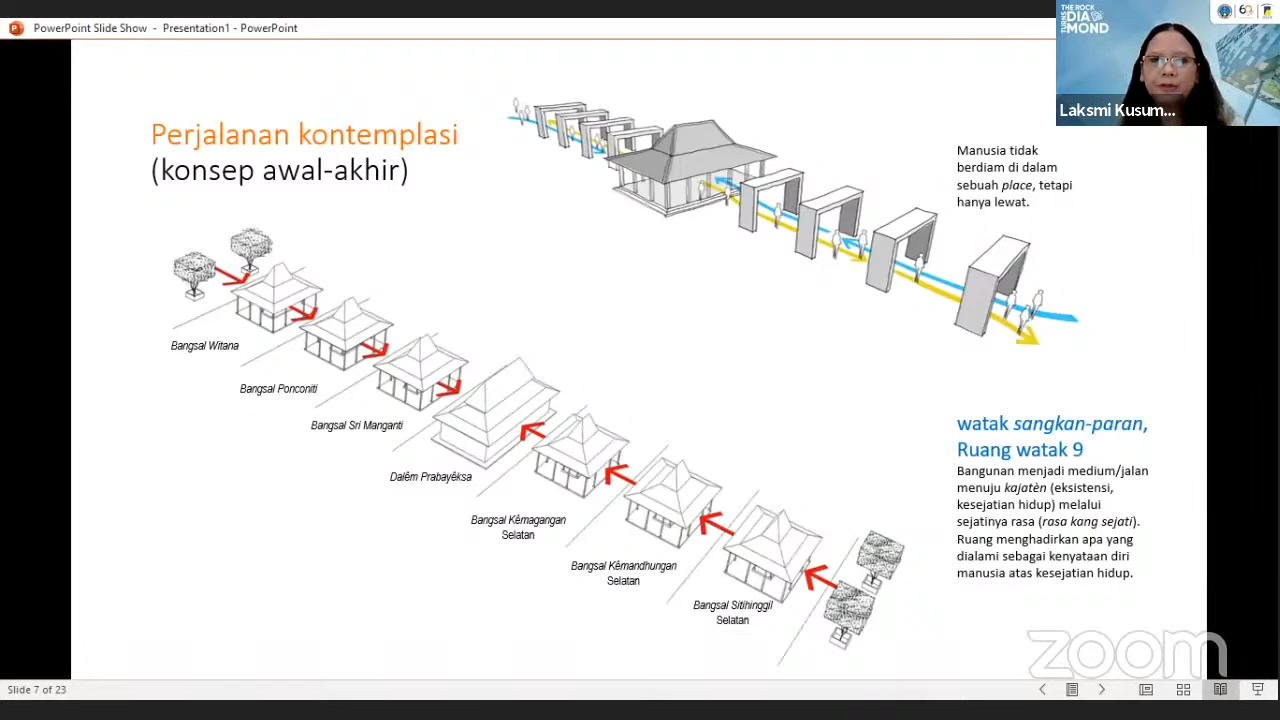 PowerPoint Slide Show - Presentation1 - PowerPoint
THE ROCK
TURNS
DIA
MOND
Laksmi Kusum...
Perjalanan kontemplasi
(konsep awal-akhir)
Manusia tidak
berdiam di dalam
sebuah place, tetapi
hanya lewat.
Bangsal Witana
Bangsal Ponconiti
Bangsal Sri Manganti
Dalêm Prabayêksa
Bangsal Kêmagangan
Selatan
Bangsal Kêmandhungan
Selatan
Bangsal Sitihinggil
Selatan
watak sangkan-paran,
Ruang watak 9
Bangunan menjadi medium/jalan
menuju kajatèn (eksistensi,
kesejatian hidup) melalui
sejatinya rasa (rasa kang sejati).
Ruang menghadirkan apa yang
dialami sebagai kenyataan diri
manusia atas kesejatian hidup.
zoom
Slide 7 of 23